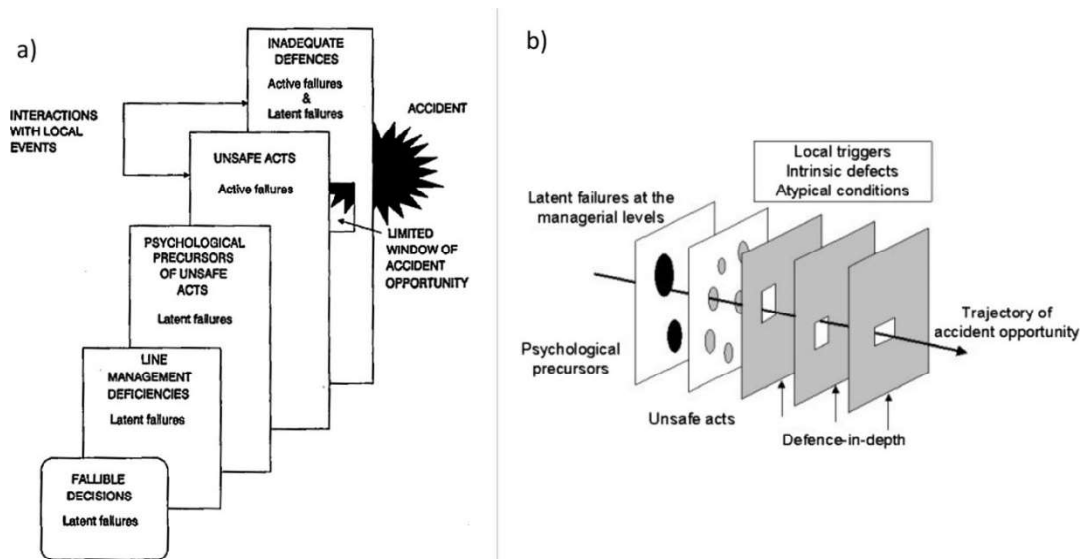 a)
INADEQUATE
DEFENCES
Active failures
&
Latent failures
ACCIDENT
INTERACTIONS
WITH LOCAL
EVENTS
UNSAFE ACTS
Active failures
LIMITED
WINDOW OF
ACCIDENT
OPPORTUNITY
PSYCHOLOGICAL
PRECURSORS
OF UNSAFE
ACTS
Latent failures
LINE
MANAGEMENT
DEFICIENCIES
Latent failures
FALLIBLE
DECISIONS
Latent failures
b)
Local triggers
Intrinsic defects
Atypical conditions
Latent failures at the
managerial levels
Trajectory of
accident opportunity
Psychological
precursors
Unsafe acts
Defence-in-depth